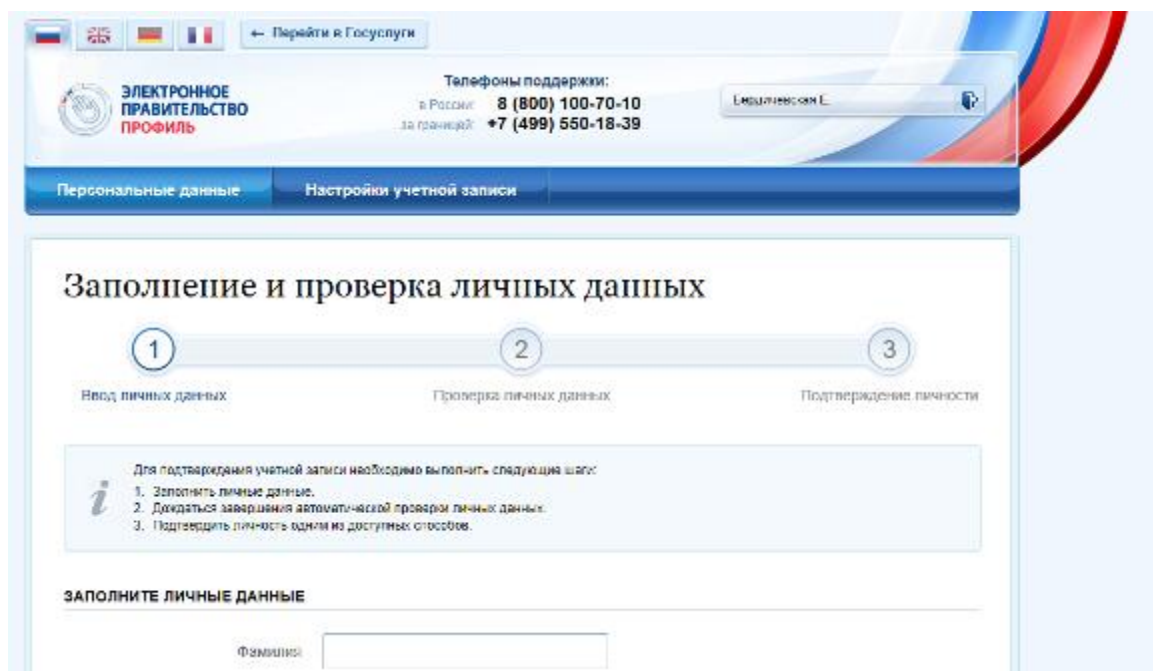 ← Перейти в Госуслуги
ЭЛЕКТРОННОЕ
ПРАВИТЕЛЬСТВО
ПРОФИЛЬ
Телефоны поддержки:
в России: 8 (800) 100-70-10
за границей: +7 (499) 550-18-39
Персональные данные Настройки учетной записи
Заполнение и проверка личных данных
1 2 3
Ввод личных данных Проверка личных данных Подтверждение личности
Для подтверждения учетной записи необходимо выполнить следующие шаги:
1. Заполнить личные данные.
2. Дождаться завершения автоматической проверки личных данных.
3. Подтвердить личность одним из доступных способов.
ЗАПОЛНИТЕ ЛИЧНЫЕ ДАННЫЕ
Фамилия